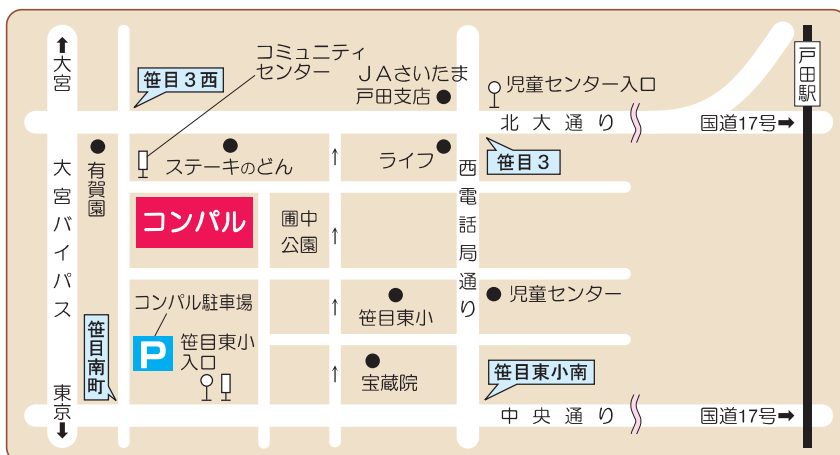 大宮
笹目3西
コミュニティ
センター
JAさいたま
戸田支店
児童センター入口
戸田駅
北大通り
国道17号
有賀園
ステーキのどん
ライフ
笹目3
大宮バイパス
コンパル
圃中
公園
西電話局通り
コンパル駐車場
笹目東小
児童センター
笹目南町
P
笹目東小
入口
宝蔵院
笹目東小南
東京
中央通り
国道17号